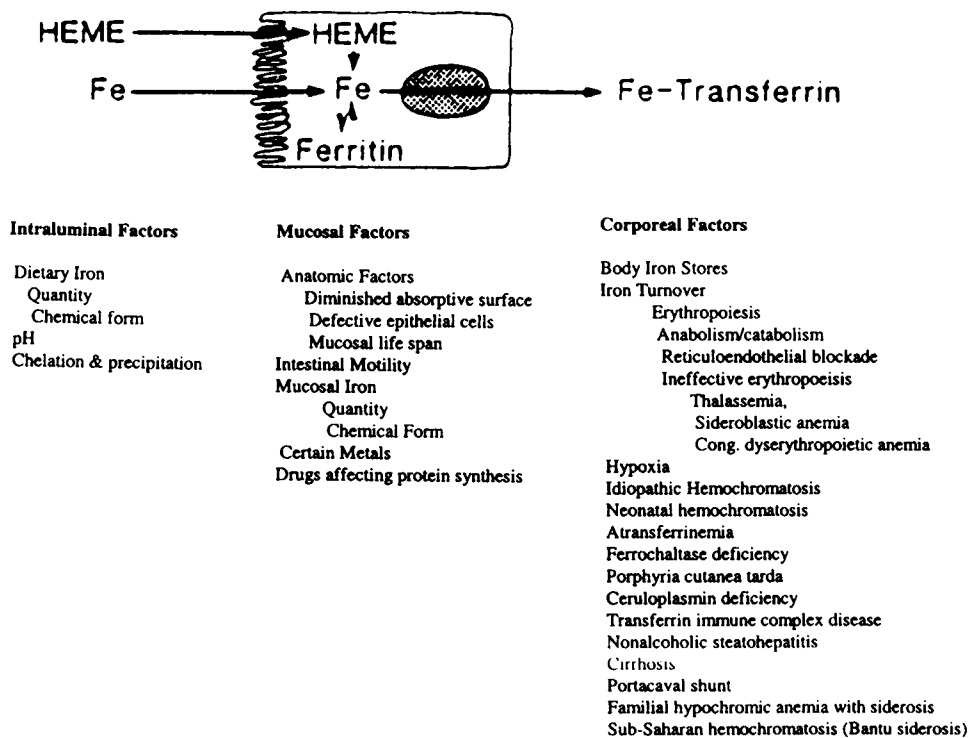 HEME
HEME
Fe
Fe
Fe-Transferrin
Ferritin
Intraluminal Factors
Dietary Iron
Quantity
Chemical form
pH
Chelation & precipitation
Mucosal Factors
Anatomic Factors
Diminished absorptive surface
Defective epithelial cells
Mucosal life span
Intestinal Motility
Mucosal Iron
Quantity
Chemical Form
Certain Metals
Drugs affecting protein synthesis
Corporeal Factors
Body Iron Stores
Iron Turnover
Erythropoiesis
Anabolism/catabolism
Reticuloendothelial blockade
Ineffective erythropoeisis
Thalassemia,
Sideroblastic anemia
Cong. dyserythropoietic anemia
Hypoxia
Idiopathic Hemochromatosis
Neonatal hemochromatosis
Atransferrinemia
Ferrochaltase deficiency
Porphyria cutanea tarda
Ceruloplasmin deficiency
Transferrin immune complex disease
Nonalcoholic steatohepatitis
Cirrhosis
Portacaval shunt
Familial hypochromic anemia with siderosis
Sub-Saharan hemochromatosis (Bantu siderosis)